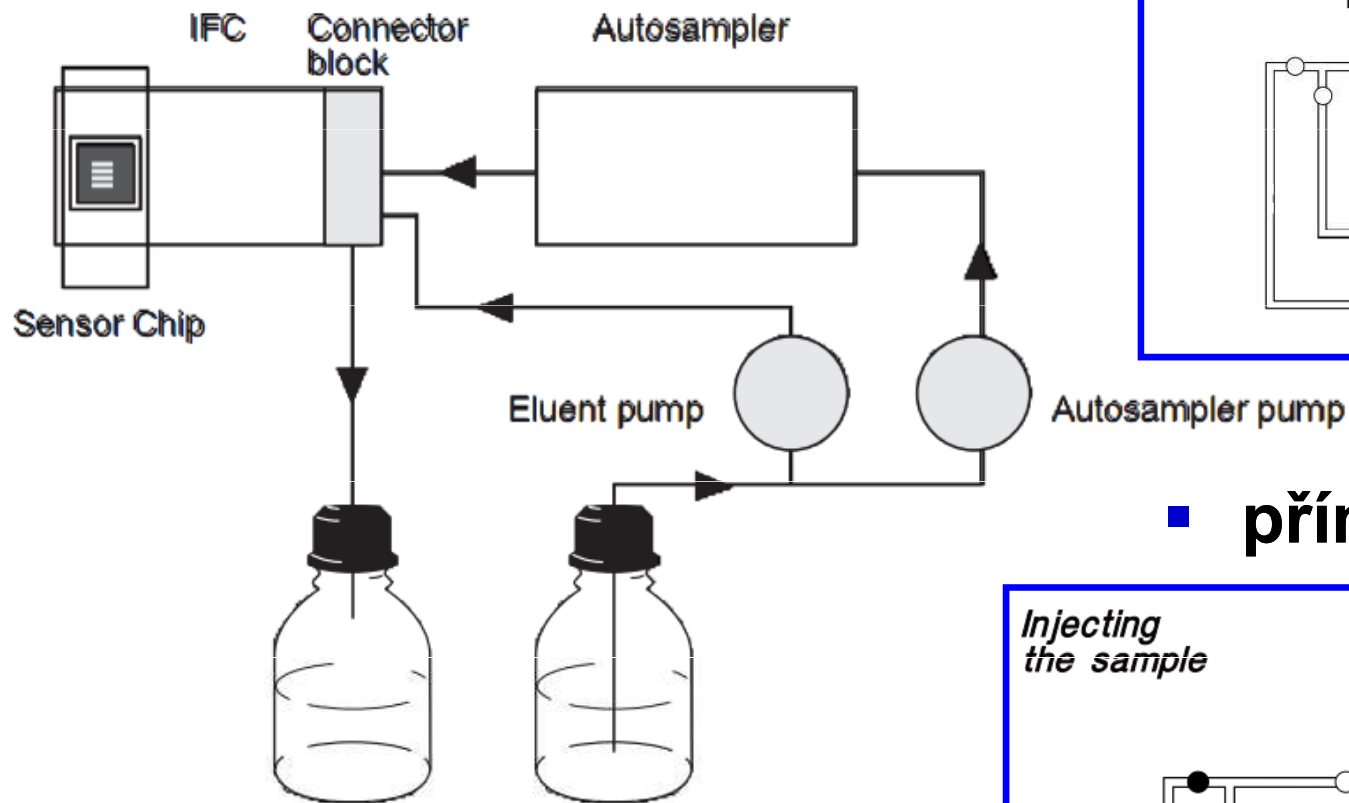 IFC
Connector
block
Autosampler
Sensor Chip
Eluent pump
Autosampler pump
Injecting
the sample